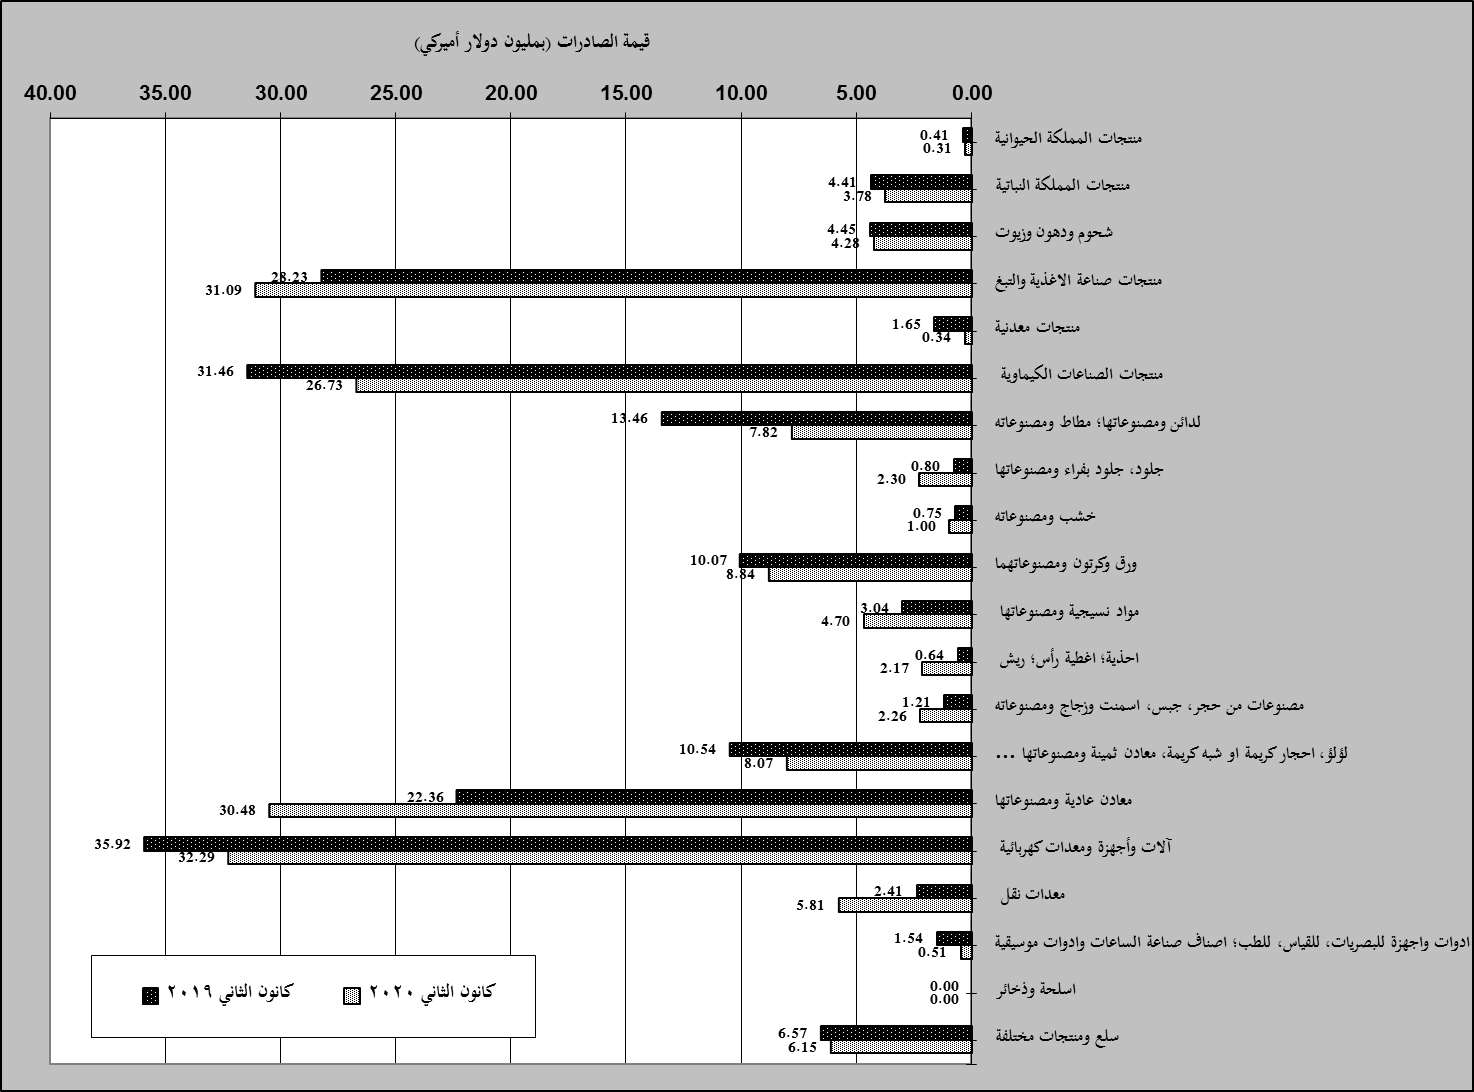 قيمة الصادرات (بمليون دولار أميركي)
40.00 35.00 30.00 25.00 20.00 15.00 10.00 5.00 0.00
منتجات المملكة الحيوانية
0.41
0.31
منتجات المملكة النباتية
4.41
3.78
شحوم ودهون وزيوت
4.45
4.28
منتجات صناعة الاغذية والتبغ
28.23
31.09
منتجات معدنية
1.65
0.34
منتجات الصناعات الكيماوية
31.46
26.73
لدائن ومصنوعاتها؛ مطاط ومصنوعاته
13.46
7.82
جلود، جلود بفراء ومصنوعاتها
0.80
2.30
خشب ومصنوعاته
0.75
1.00
ورق وكرتون ومصنوعاتهما
10.07
8.84
مواد نسيجية ومصنوعاتها
3.04
4.70
احذية؛ اغطية رأس؛ ريش
0.64
2.17
مصنوعات من حجر، جبس، اسمنت وزجاج ومصنوعاته
1.21
2.26
لؤلؤ، احجار كريمة او شبه كريمة، معادن ثمينة ومصنوعاتها ...
10.54
8.07
معادن عادية ومصنوعاتها
22.36
30.48
آلات وأجهزة ومعدات كهربائية
35.92
32.29
معدات نقل
2.41
5.81
ادوات واجهزة للبصريات، للقياس، للطب؛ اصناف صناعة الساعات وادوات موسيقية
1.54
0.51
اسلحة وذخائر
0.00
0.00
سلع ومنتجات مختلفة
6.57
6.15
كانون الثاني ٢٠٢٠
كانون الثاني ٢٠١٩